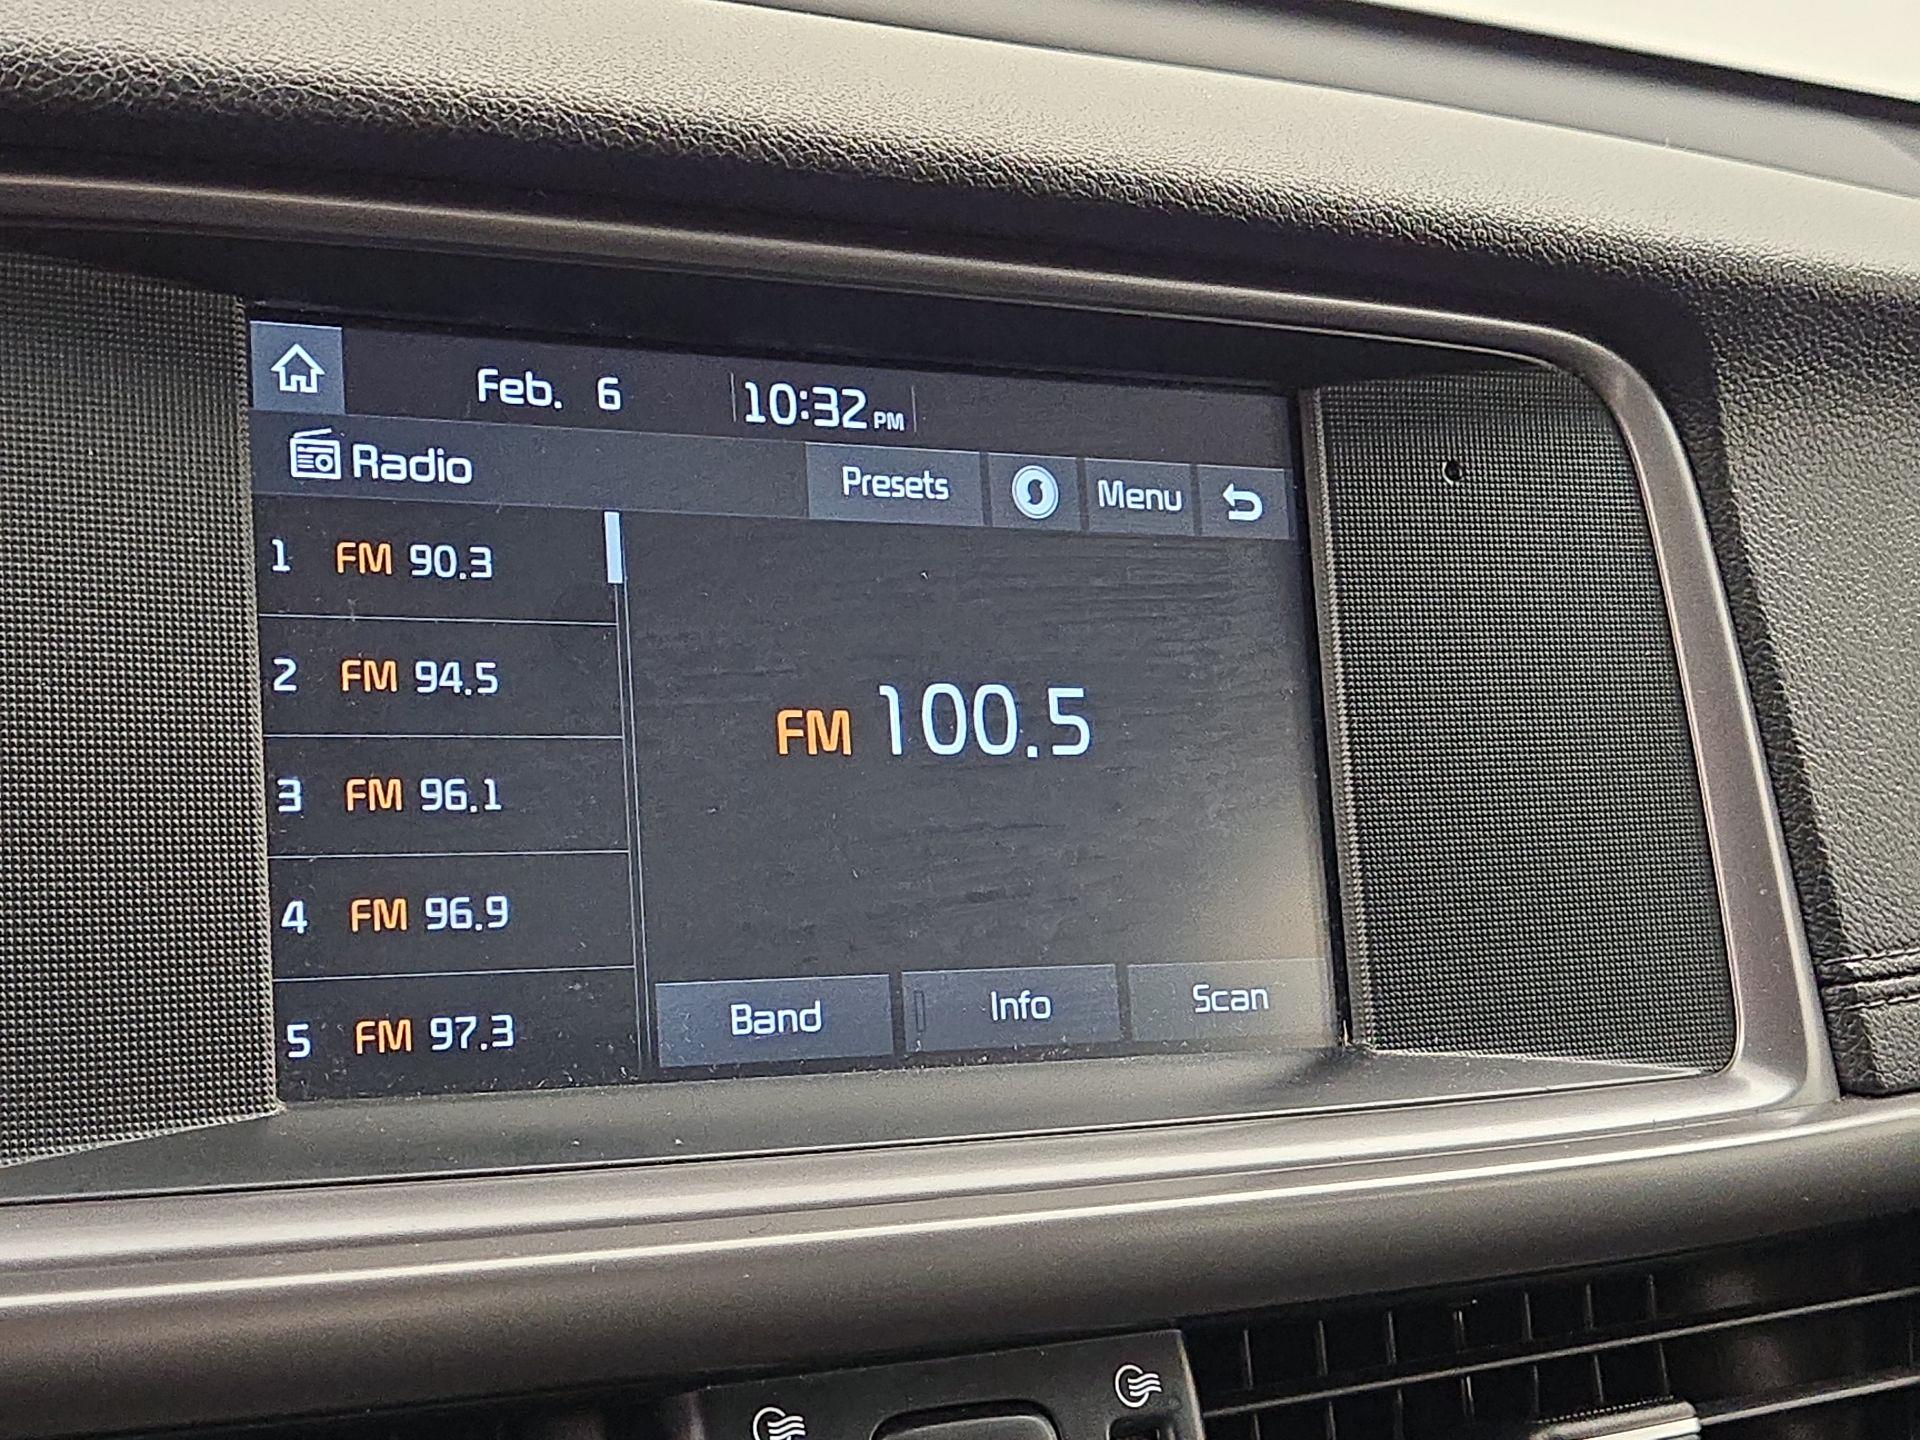 Feb. 6 10:32 PM
Radio Presets Menu
1 FM 90.3
2 FM 94.5
3 FM 96.1
4 FM 96.9
5 FM 97.3
FM 100.5
Band Info Scan